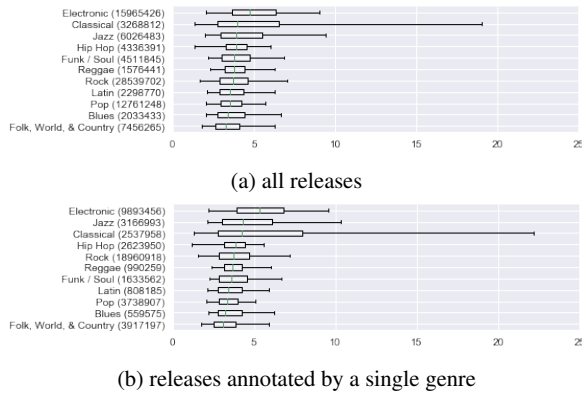 Electronic (15965426)
Classical (3268812)
Jazz (6026483)
Hip Hop (4336391)
Funk / Soul (4511845)
Reggae (1576441)
Rock (28539702)
Latin (2298770)
Pop (12761248)
Blues (2033433)
Folk, World, & Country (7456265)
0 5 10 15 20 25
(a) all releases
Electronic (9893456)
Jazz (3166993)
Classical (2537958)
Hip Hop (2623950)
Rock (18960918)
Reggae (990259)
Funk / Soul (1633562)
Latin (808185)
Pop (3738907)
Blues (559575)
Folk, World, & Country (3917197)
0 5 10 15 20 25
(b) releases annotated by a single genre